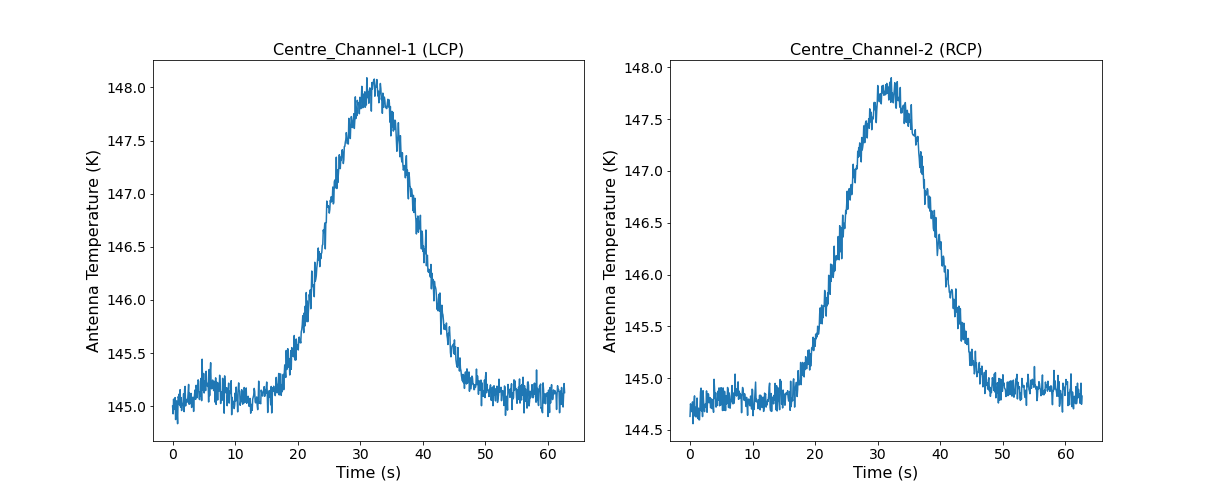 Centre_Channel-1 (LCP)
Antenna Temperature (K)
148.0
147.5
147.0
146.5
146.0
145.5
145.0
0 10 20 30 40 50 60
Time (s)
Centre_Channel-2 (RCP)
Antenna Temperature (K)
148.0
147.5
147.0
146.5
146.0
145.5
145.0
144.5
0 10 20 30 40 50 60
Time (s)